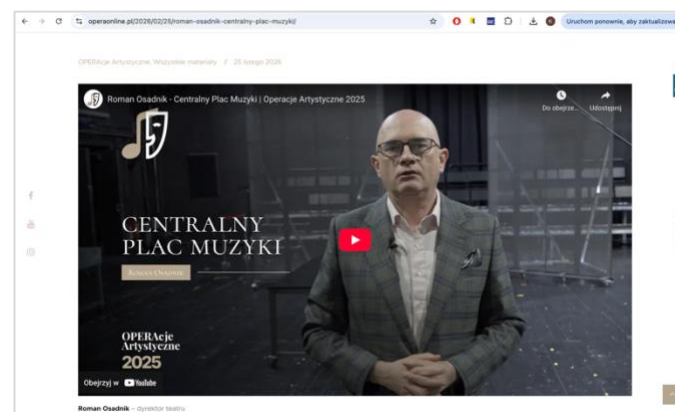 operaonline.pl/2026/02/25/roman-osadnik-centralny-plac-muzyki/
Uruchom ponownie, aby zaktualizowa
OPERAcje Artystyczne, Wszystkie materiały / 25 lutego 2026
Roman Osadnik - Centralny Plac Muzyki | Operacje Artystyczne 2025
Do obejrze...
Udostępnij
CENTRALNY
PLAC MUZYKI
Roman Osadnik
OPERAcje
Artystyczne
2025
Obejrzyj w YouTube
Roman Osadnik – dyrektor teatru